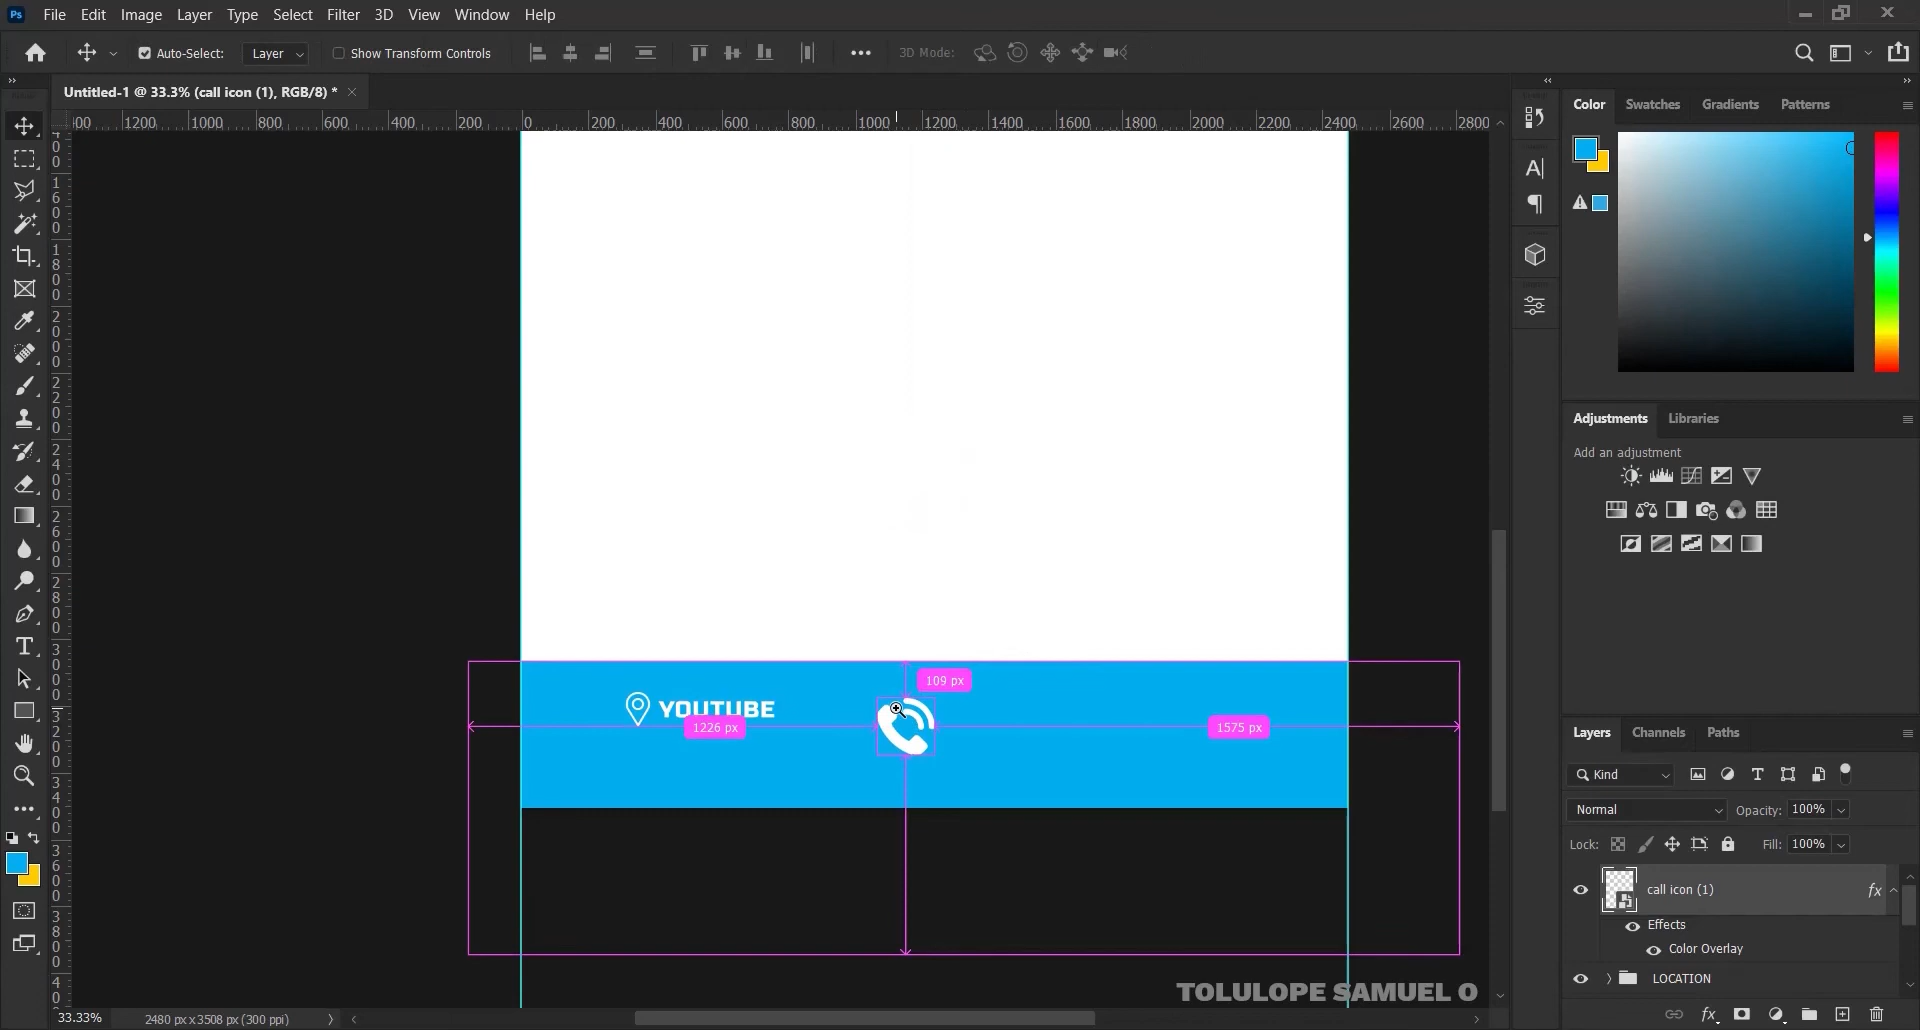 Ps File Edit Image Layer Type Select Filter 3D View Window Help
Auto-Select: Layer Show Transform Controls 3D Mode:
Untitled-1 @ 33.3% (call icon (1), RGB/8) *
1200 1000 800 600 400 200 0 200 400 600 800 1000 1200 1400 1600 1800 2000 2200 2400 2600 2800
Color Swatches Gradients Patterns
Adjustments Libraries
Add an adjustment
109 px
YOUTUBE
1226 px 1575 px
Layers Channels Paths
Kind
Normal Opacity: 100%
Lock: Fill: 100%
call icon (1) fx
Effects
Color Overlay
LOCATION
TOLULOPE SAMUEL O
33.33% 2480 px x 3508 px (300 ppi)
fx